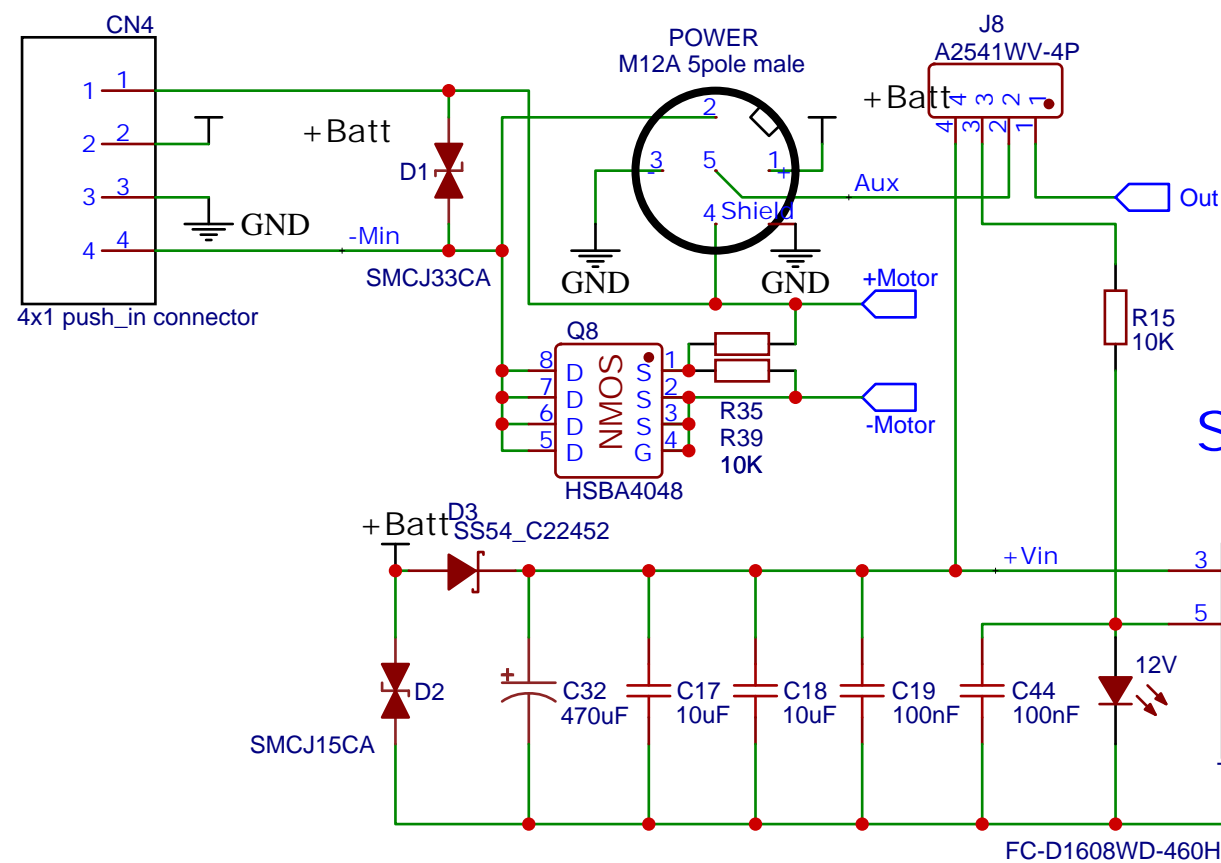 CN4
1 1
2 2
3 3
4 4
4x1 push_in connector
+Batt
GND
-Min
D1
SMCJ33CA
POWER
M12A 5pole male
2
3
-
5
1
+
4
Shield
GND
GND
J8
A2541WV-4P
+Batt
4 3 2 1
4 3 2 1
Aux
Out
+Motor
-Motor
R15
10K
Q8
NMOS
8 D S 1
7 D S 2
6 D S 3
5 D G 4
HSBA4048
R35
R39
10K
S
+Batt
D3
SS54_C22452
+Vin
3
5
D2
SMCJ15CA
+
C32
470uF
C17
10uF
C18
10uF
C19
100nF
C44
100nF
12V
FC-D1608WD-460H